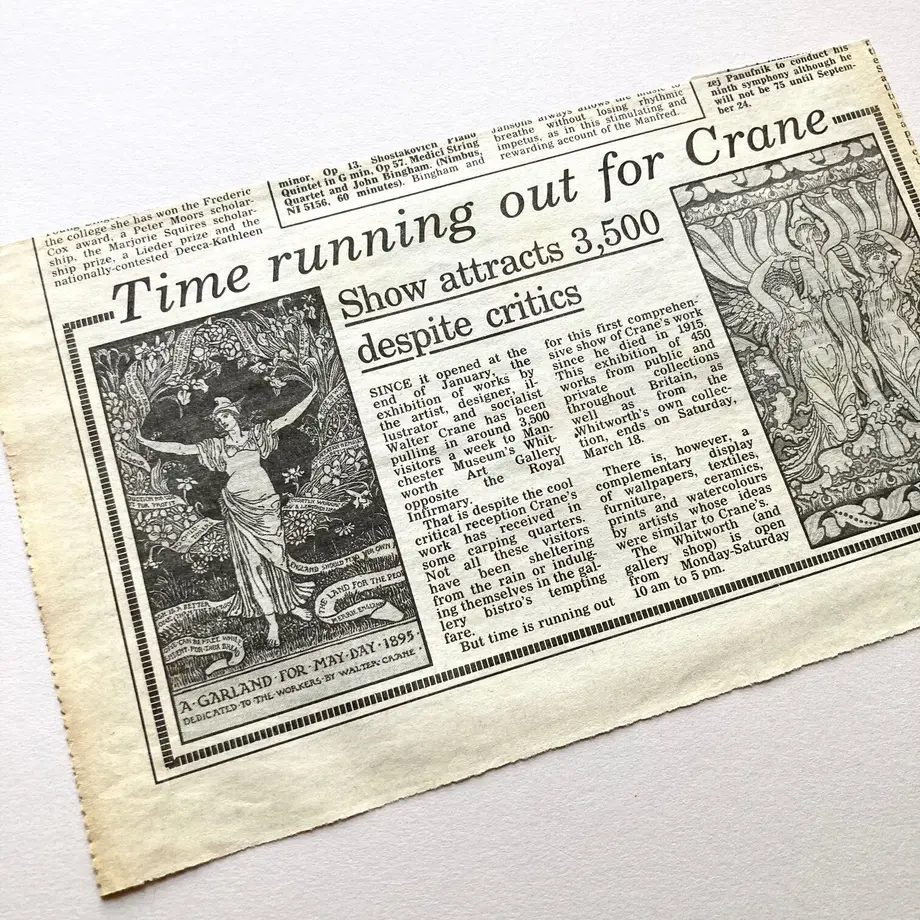 zej Panufnik to conduct his
ninth symphony although he
will not be 75 until Septem-
ber 24.
Jansons always allows the music to
breathe without losing rhythmic
impetus, as in this stimulating and
rewarding account of the Manfred.
minor, Op 13. Shostakovich, Piano
Quintet in G min, Op 57. Medici String
Quartet and John Bingham. (Nimbus,
NI 5156, 60 minutes). Bingham and
the college she has won the Frederic
Cox award, a Peter Moors scholar-
ship, the Marjorie Squires scholar-
ship prize, a Lieder prize and the
nationally-contested Decca-Kathleen
Time running out for Crane
Show attracts 3,500
despite critics
SINCE it opened at the
end of January, the
exhibition of works by
the artist, designer, il-
lustrator and socialist
Walter Crane has been
pulling in around 3,500
visitors a week to Man-
chester Museum's Whit-
worth Art Gallery
opposite the Royal
Infirmary.
That is despite the cool
critical reception Crane's
work has received in
some carping quarters.
Not all these visitors
have been sheltering
from the rain or indulg-
ing themselves in the gal-
lery bistro's tempting
fare.
But time is running out
for this first comprehen-
sive show of Crane's work
since he died in 1915.
This exhibition of 450
works from public and
private collections
throughout Britain, as
well as from the
Whitworth's own collec-
tion, ends on Saturday,
March 18.
There is, however, a
complementary display
of wallpapers, textiles,
furniture, ceramics,
prints and watercolours
by artists whose ideas
were similar to Crane's.
The Whitworth (and
gallery shop) is open
from Monday-Saturday
10 am to 5 pm.
ENGLAND SHOULD FEED HER OWN
THE LAND FOR THE PEOPLE
MERRIE ENGLAND
A·GARLAND·FOR·MAY·DAY·1895·
DEDICATED·TO·THE·WORKERS·BY·WALTER·CRANE·